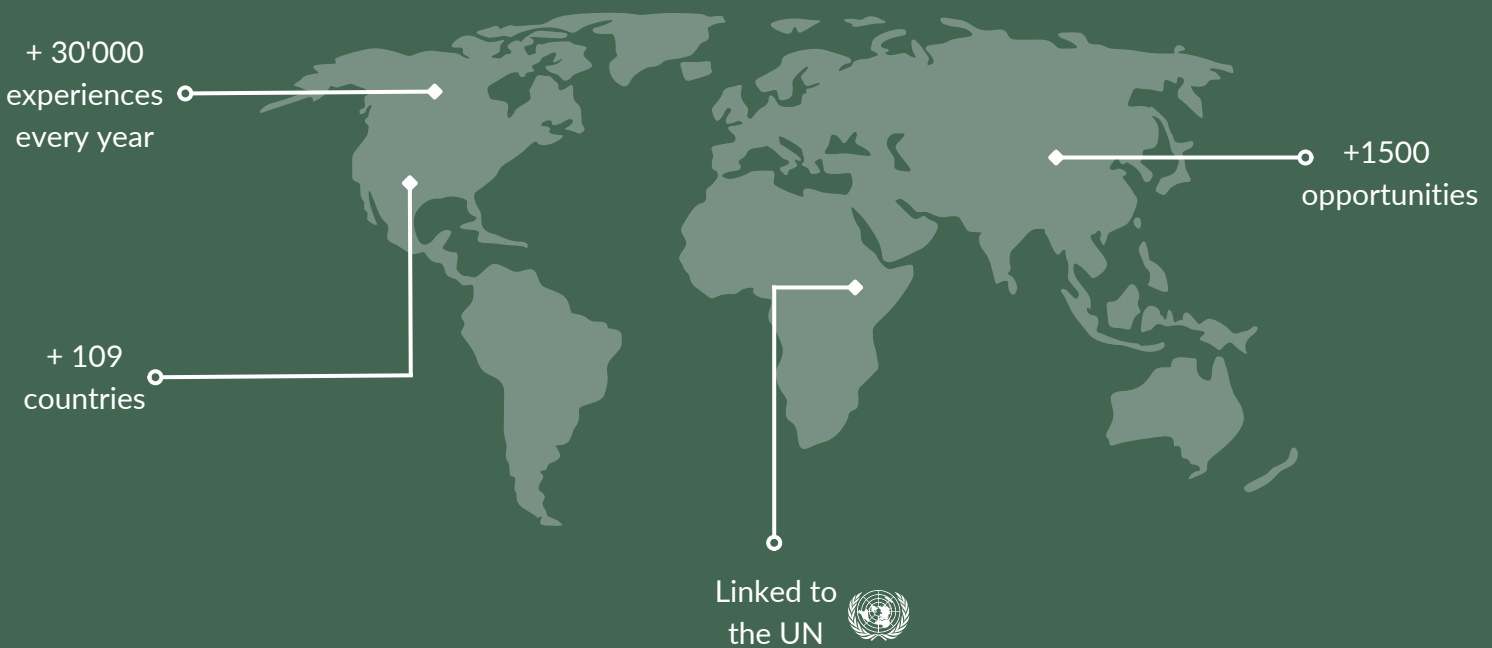 + 30'000
experiences
every year
+1500
opportunities
+ 109
countries
Linked to
the UN